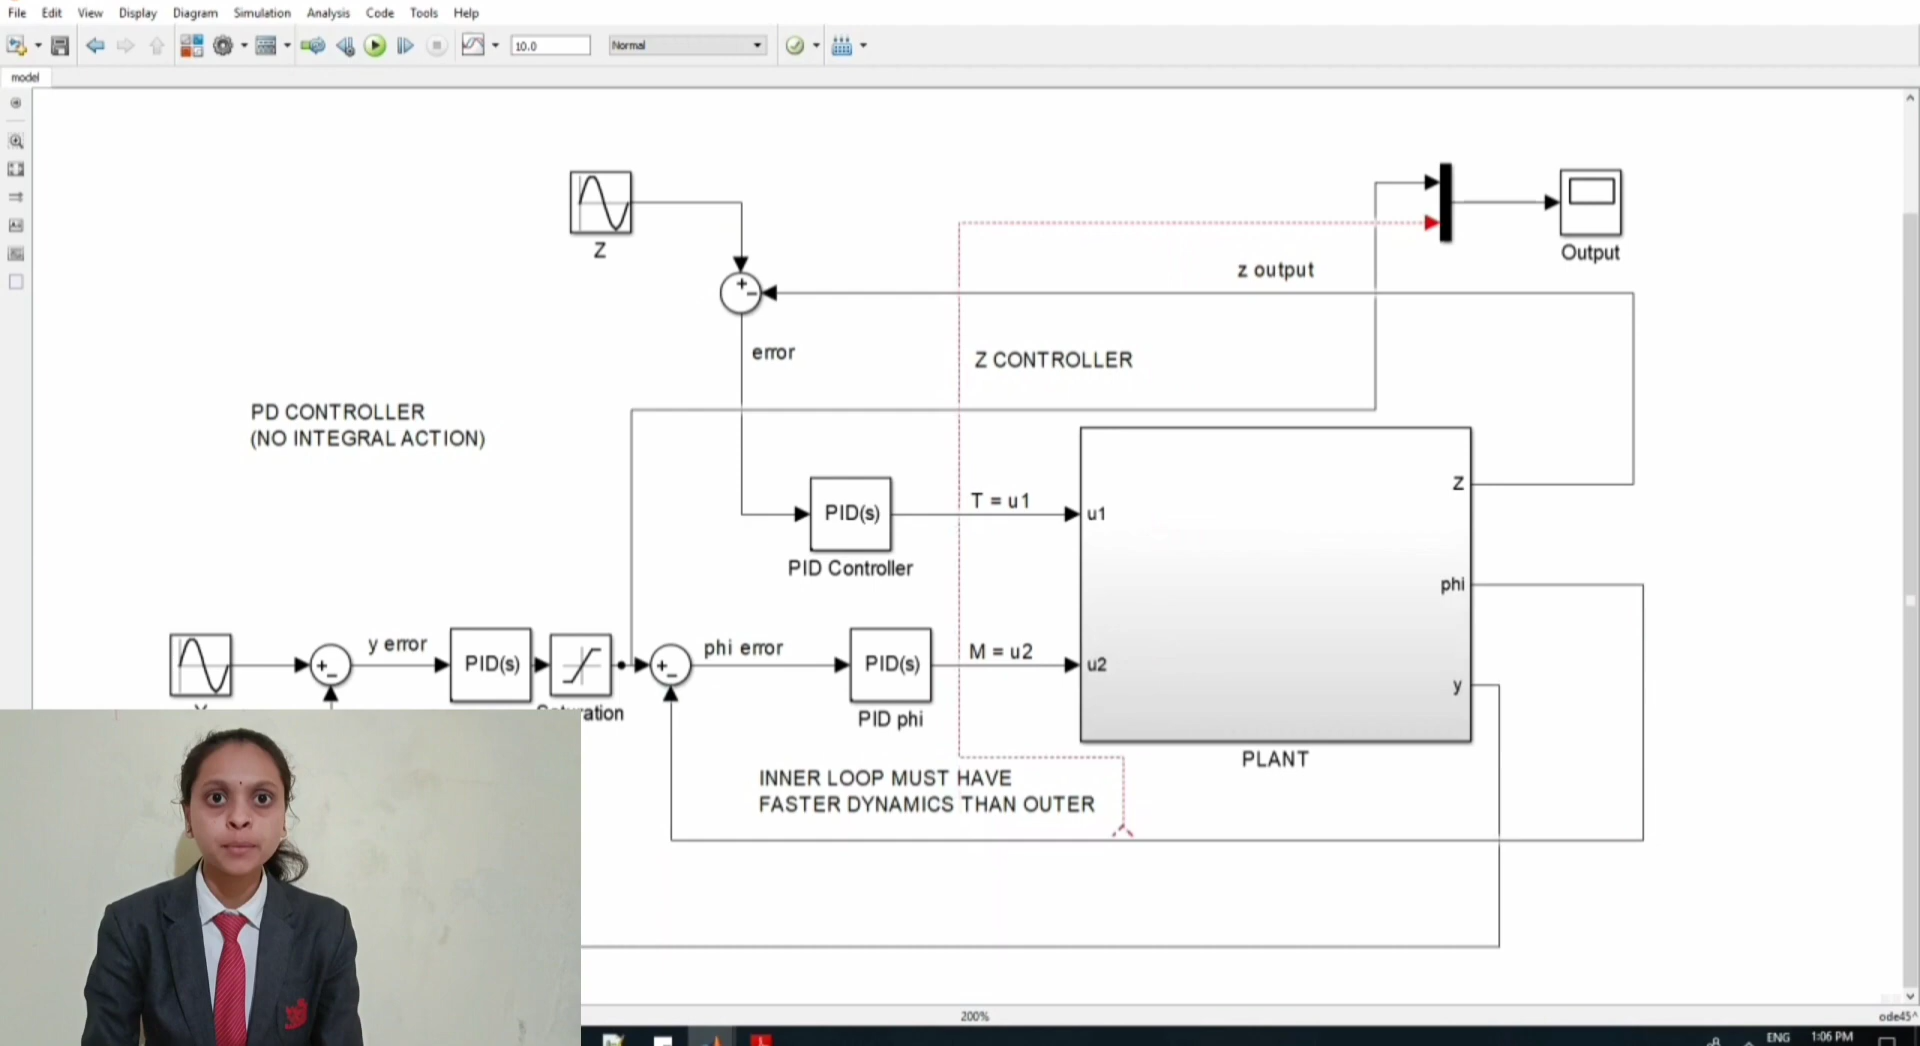 File Edit View Display Diagram Simulation Analysis Code Tools Help
10.0
Normal
model
Z
Output
z output
+
−
error
Z CONTROLLER
PD CONTROLLER
(NO INTEGRAL ACTION)
T = u1
PID(s)
u1
PID Controller
Z
phi
y
y error
phi error
M = u2
+
−
PID(s)
+
−
PID(s)
u2
PID phi
PLANT
INNER LOOP MUST HAVE
FASTER DYNAMICS THAN OUTER
200%
ode45
ENG
1:06 PM